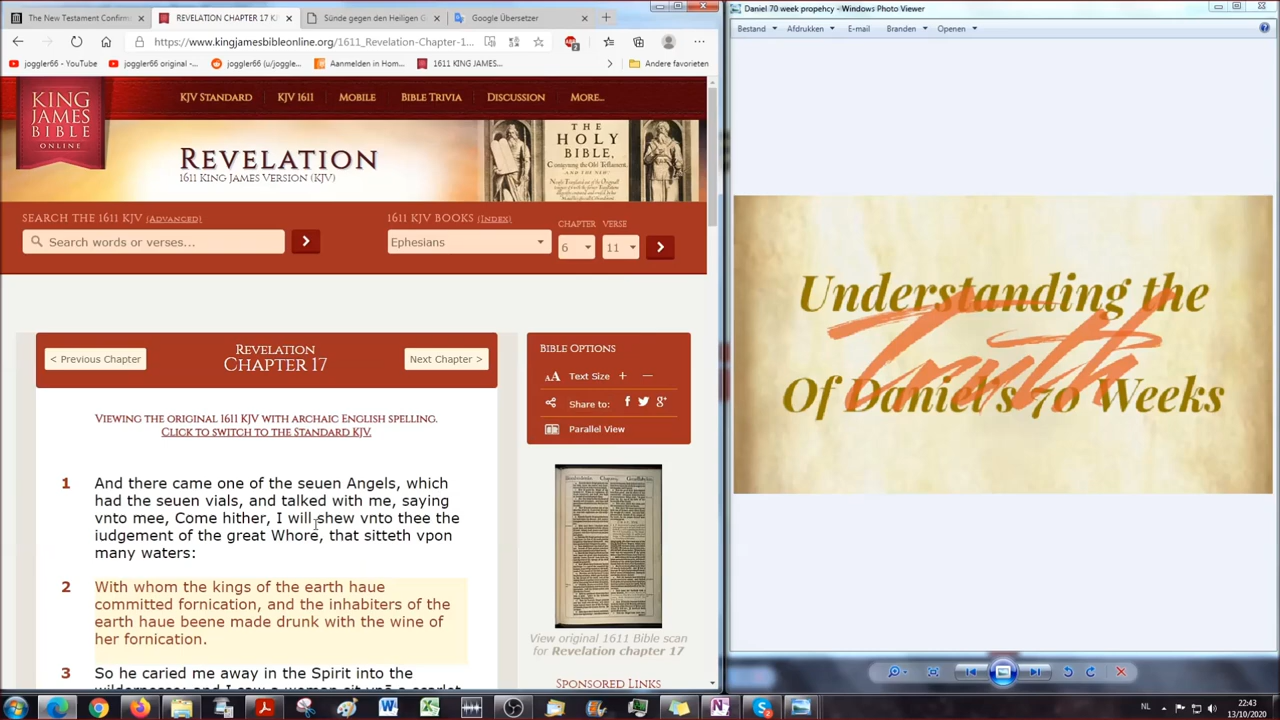 The New Testament Confirm
REVELATION CHAPTER 17 K
Sünde gegen den Heiligen G
Google Übersetzer
https://www.kingjamesbibleonline.org/1611_Revelation-Chapter-1...
joggler66 - YouTube
joggler66 original -...
joggler66 (u/joggle...
Aanmelden in Hom...
1611 KING JAMES...
Andere favorieten
KING
JAMES
BIBLE
ONLINE
KJV STANDARD
KJV 1611
MOBILE
BIBLE TRIVIA
DISCUSSION
MORE...
REVELATION
1611 KING JAMES VERSION (KJV)
THE
HOLY
BIBLE,
SEARCH THE 1611 KJV (ADVANCED)
Search words or verses...
1611 KJV BOOKS (INDEX)
Ephesians
CHAPTER
6
VERSE
11
< Previous Chapter
REVELATION
CHAPTER 17
Next Chapter >
VIEWING THE ORIGINAL 1611 KJV WITH ARCHAIC ENGLISH SPELLING.
CLICK TO SWITCH TO THE STANDARD KJV.
1 And there came one of the seuen Angels, which
had the seuen vials, and talked with me, saying
vnto mee, Come hither, I will shew vnto thee the
iudgement of the great Whore, that sitteth vpon
many waters:
2 With whom the kings of the earth haue
committed fornication, and the inhabiters of the
earth haue beene made drunk with the wine of
her fornication.
3 So he caried me away in the Spirit into the
wildernesse: and I saw a woman sit vpō a scarlet
BIBLE OPTIONS
AA Text Size + —
Share to:
Parallel View
View original 1611 Bible scan
for Revelation chapter 17
SPONSORED LINKS
Daniel 70 week propehcy - Windows Photo Viewer
Bestand
Afdrukken
E-mail
Branden
Openen
Understanding the
Truth
Of Daniel's 70 Weeks
NL
22:43
13/10/2020